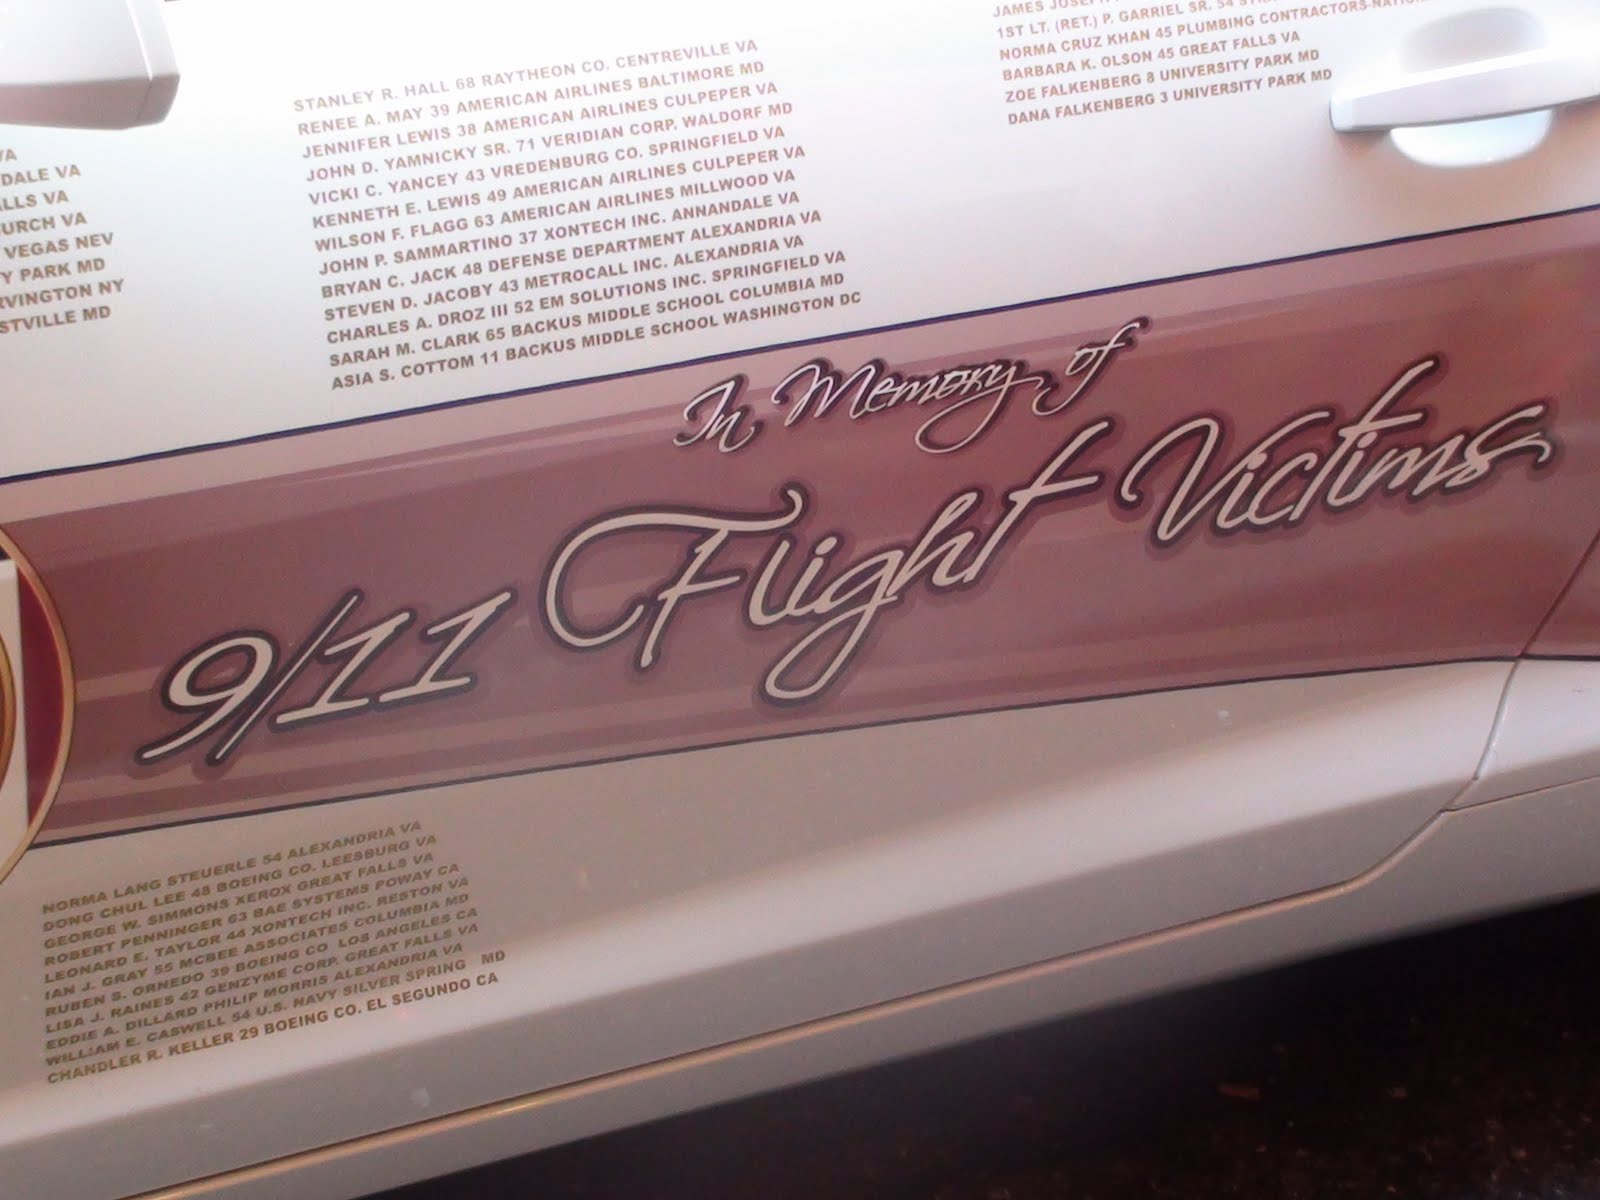 VA
DALE VA
LLS VA
URCH VA
VEGAS NEV
Y PARK MD
RVINGTON NY
STVILLE MD
STANLEY R. HALL 68 RAYTHEON CO. CENTREVILLE VA
RENEE A. MAY 39 AMERICAN AIRLINES BALTIMORE MD
JENNIFER LEWIS 38 AMERICAN AIRLINES CULPEPER VA
JOHN D. YAMNICKY SR. 71 VERIDIAN CORP. WALDORF MD
VICKI C. YANCEY 43 VREDENBURG CO. SPRINGFIELD VA
KENNETH E. LEWIS 49 AMERICAN AIRLINES CULPEPER VA
WILSON F. FLAGG 63 AMERICAN AIRLINES MILLWOOD VA
JOHN P. SAMMARTINO 37 XONTECH INC. ANNANDALE VA
BRYAN C. JACK 48 DEFENSE DEPARTMENT ALEXANDRIA VA
STEVEN D. JACOBY 43 METROCALL INC. ALEXANDRIA VA
CHARLES A. DROZ III 52 EM SOLUTIONS INC. SPRINGFIELD VA
SARAH M. CLARK 65 BACKUS MIDDLE SCHOOL COLUMBIA MD
ASIA S. COTTOM 11 BACKUS MIDDLE SCHOOL WASHINGTON DC
JAMES JOSEPH
1ST LT. (RET.) P. GARRIEL SR. 54
NORMA CRUZ KHAN 45 PLUMBING CONTRACTORS-NATIONAL
BARBARA K. OLSON 45 GREAT FALLS VA
ZOE FALKENBERG 8 UNIVERSITY PARK MD
DANA FALKENBERG 3 UNIVERSITY PARK MD
In Memory of
9/11 Flight Victims
NORMA LANG STEUERLE 54 ALEXANDRIA VA
DONG CHUL LEE 48 BOEING CO. LEESBURG VA
GEORGE W. SIMMONS XEROX GREAT FALLS VA
ROBERT PENNINGER 63 BAE SYSTEMS POWAY CA
LEONARD E. TAYLOR 44 XONTECH INC. RESTON VA
IAN J. GRAY 55 MCBEE ASSOCIATES COLUMBIA MD
RUBEN S. ORNEDO 39 BOEING CO LOS ANGELES CA
LISA J. RAINES 42 GENZYME CORP. GREAT FALLS VA
EDDIE A. DILLARD PHILIP MORRIS ALEXANDRIA VA
WILLIAM E. CASWELL 54 U.S. NAVY SILVER SPRING MD
CHANDLER R. KELLER 29 BOEING CO. EL SEGUNDO CA